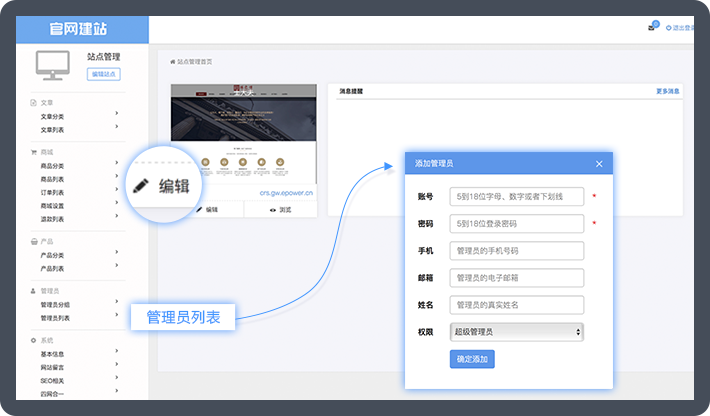 官网建站
0
退出登录
站点管理
编辑站点
文章
文章分类
文章列表
商城
商品分类
商品列表
订单列表
商城设置
退款列表
产品
产品分类
产品列表
管理员
管理员分组
管理员列表
系统
基本信息
网站留言
SEO相关
四网合一
站点管理首页
crs.gw.epower.cn
编辑
浏览
编辑
管理员列表
消息提醒
更多消息
添加管理员
×
账号
5到18位字母、数字或者下划线
*
密码
5到18位登录密码
*
手机
管理员的手机号码
邮箱
管理员的电子邮箱
姓名
管理员的真实姓名
权限
超级管理员
确定添加